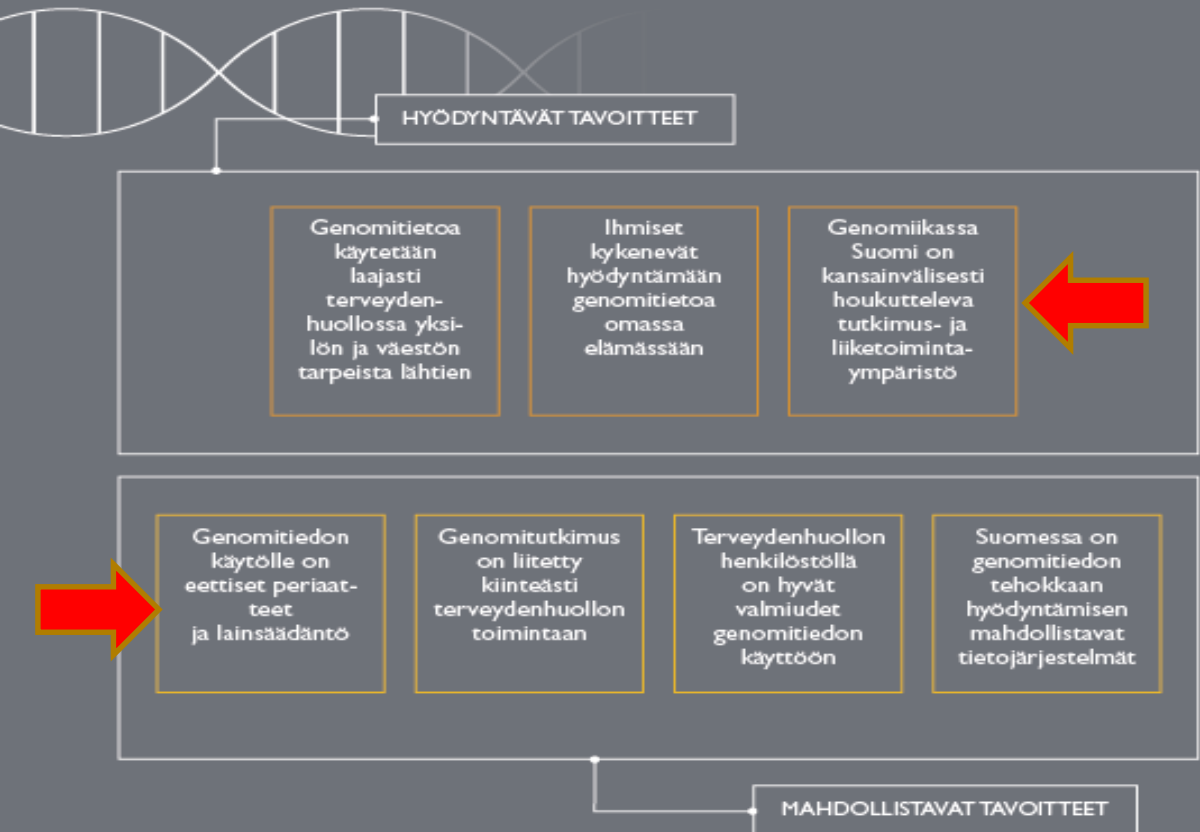 HYÖDYNTÄVÄT TAVOITTEET
Genomitietoa
käytetään
laajasti
terveyden-
huollossa yksi-
lön ja väestön
tarpeista lähtien
Ihmiset
kykenevät
hyödyntämään
genomitietoa
omassa
elämässään
Genomiikassa
Suomi on
kansainvälisesti
houkutteleva
tutkimus- ja
liiketoiminta-
ympäristö
Genomitiedon
käytölle on
eettiset periaat-
teet
ja lainsäädäntö
Genomitutkimus
on liitetty
kiinteästi
terveydenhuollon
toimintaan
Terveydenhuollon
henkilöstöllä
on hyvät
valmiudet
genomitiedon
käyttöön
Suomessa on
genomitiedon
tehokkaan
hyödyntämisen
mahdollistavat
tietojärjestelmät
MAHDOLLISTAVAT TAVOITTEET